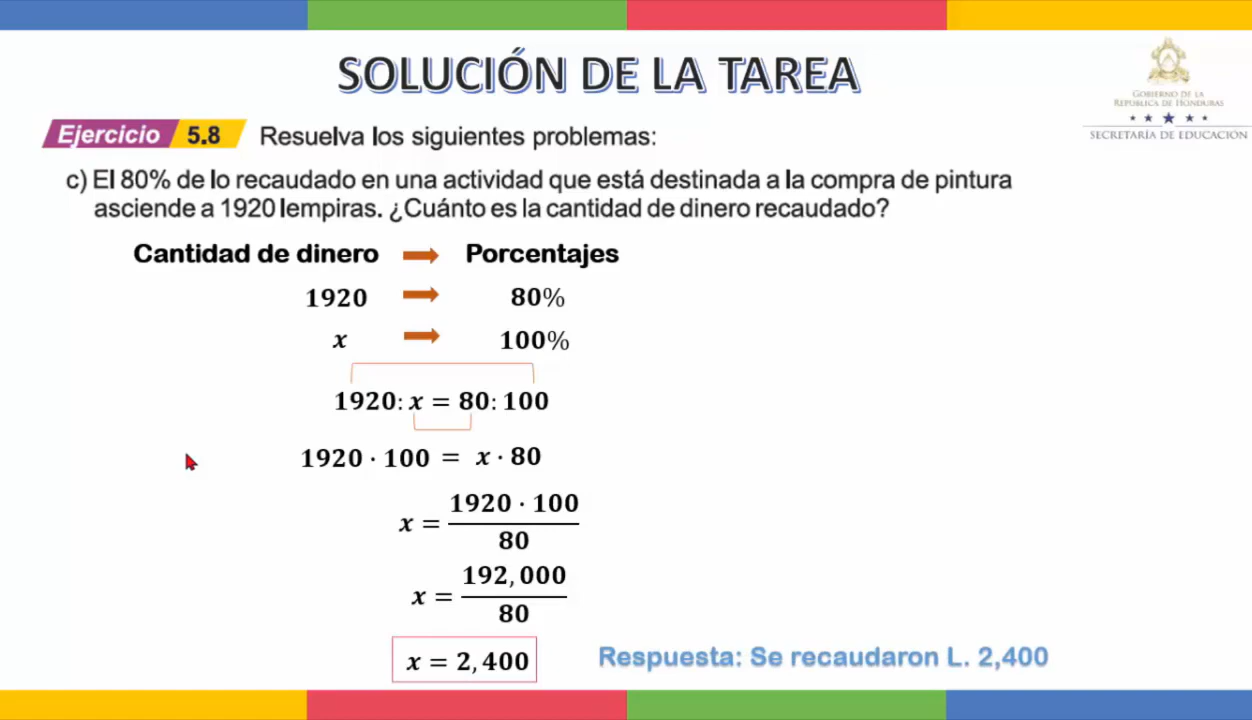 SOLUCIÓN DE LA TAREA
GOBIERNO DE LA
REPÚBLICA DE HONDURAS
SECRETARÍA DE EDUCACIÓN
Ejercicio 5.8 Resuelva los siguientes problemas:
c) El 80% de lo recaudado en una actividad que está destinada a la compra de pintura
asciende a 1920 lempiras. ¿Cuánto es la cantidad de dinero recaudado?
Cantidad de dinero ➡ Porcentajes
1920 ➡ 80%
x ➡ 100%
1920: x = 80: 100
1920 · 100 = x · 80
x = 1920 · 100 / 80
x = 192,000 / 80
x = 2,400
Respuesta: Se recaudaron L. 2,400